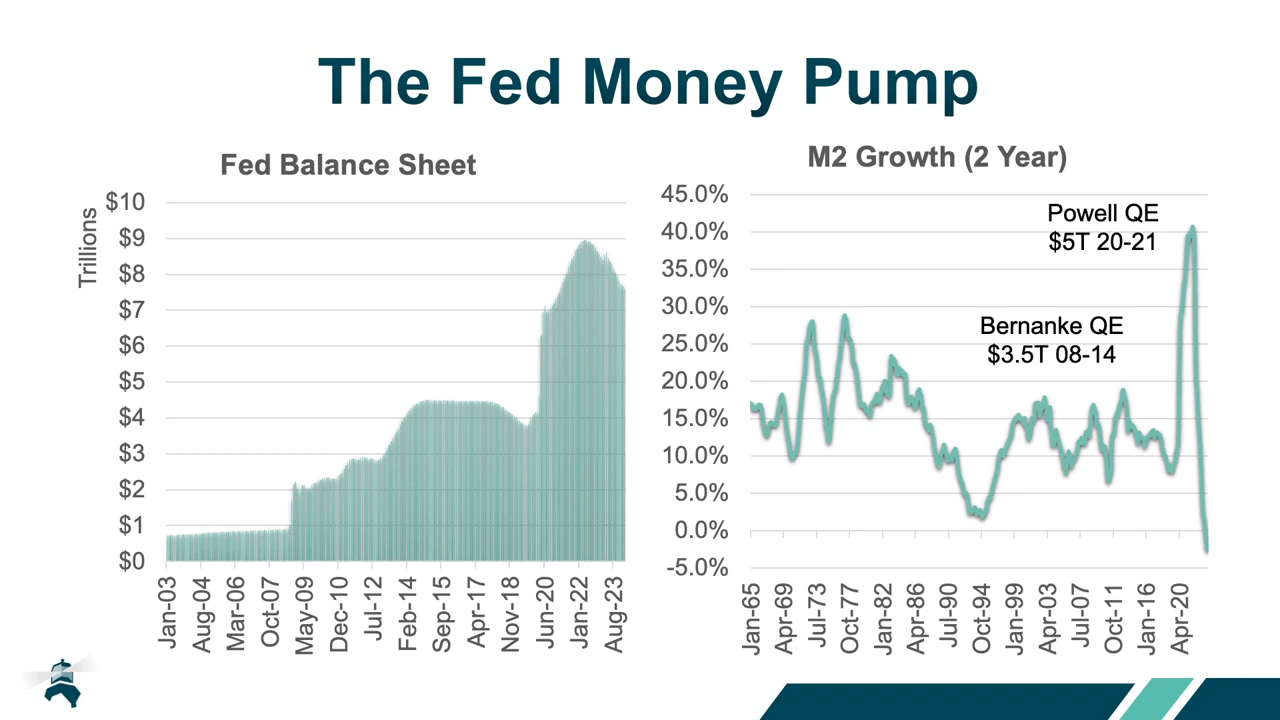 The Fed Money Pump
Fed Balance Sheet
Trillions
$10
$9
$8
$7
$6
$5
$4
$3
$2
$1
$0
Jan-03
Aug-04
Mar-06
Oct-07
May-09
Dec-10
Jul-12
Feb-14
Sep-15
Apr-17
Nov-18
Jun-20
Jan-22
Aug-23
M2 Growth (2 Year)
45.0%
40.0%
35.0%
30.0%
25.0%
20.0%
15.0%
10.0%
5.0%
0.0%
-5.0%
Powell QE
$5T 20-21
Bernanke QE
$3.5T 08-14
Jan-65
Apr-69
Jul-73
Oct-77
Jan-82
Apr-86
Jul-90
Oct-94
Jan-99
Apr-03
Jul-07
Oct-11
Jan-16
Apr-20